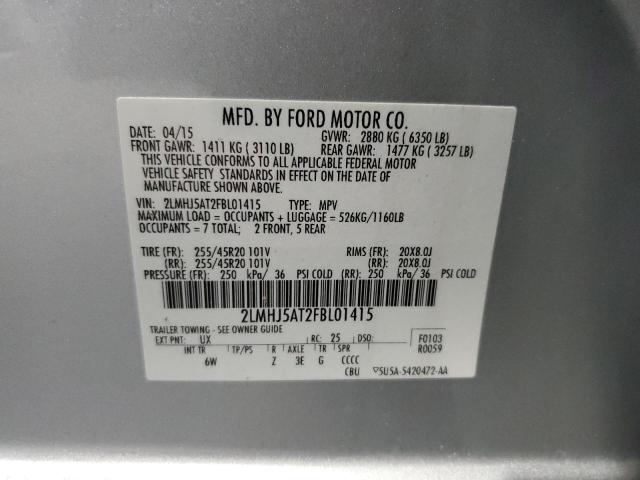 MFD. BY FORD MOTOR CO.
DATE: 04/15 GVWR: 2880 KG ( 6350 LB)
FRONT GAWR: 1411 KG ( 3110 LB) REAR GAWR: 1477 KG ( 3257 LB)
THIS VEHICLE CONFORMS TO ALL APPLICABLE FEDERAL MOTOR
VEHICLE SAFETY STANDARDS IN EFFECT ON THE DATE OF
MANUFACTURE SHOWN ABOVE.
VIN: 2LMHJ5AT2FBL01415 TYPE: MPV
MAXIMUM LOAD = OCCUPANTS + LUGGAGE = 526KG/1160LB
OCCUPANTS = 7 TOTAL; 2 FRONT, 5 REAR
TIRE (FR): 255/45R20 101V RIMS (FR): 20X8.0J
(RR): 255/45R20 101V (RR): 20X8.0J
PRESSURE (FR): 250 kPa/ 36 PSI COLD (RR): 250 kPa/ 36 PSI COLD
2LMHJ5AT2FBL01415
TRAILER TOWING - SEE OWNER GUIDE
EXT PNT: UX RC: 25 DSO: F0103
INT TR TP/PS R AXLE TR SPR R0059
6W Z 3E G CCCC
CBU 5U5A-5420472-AA